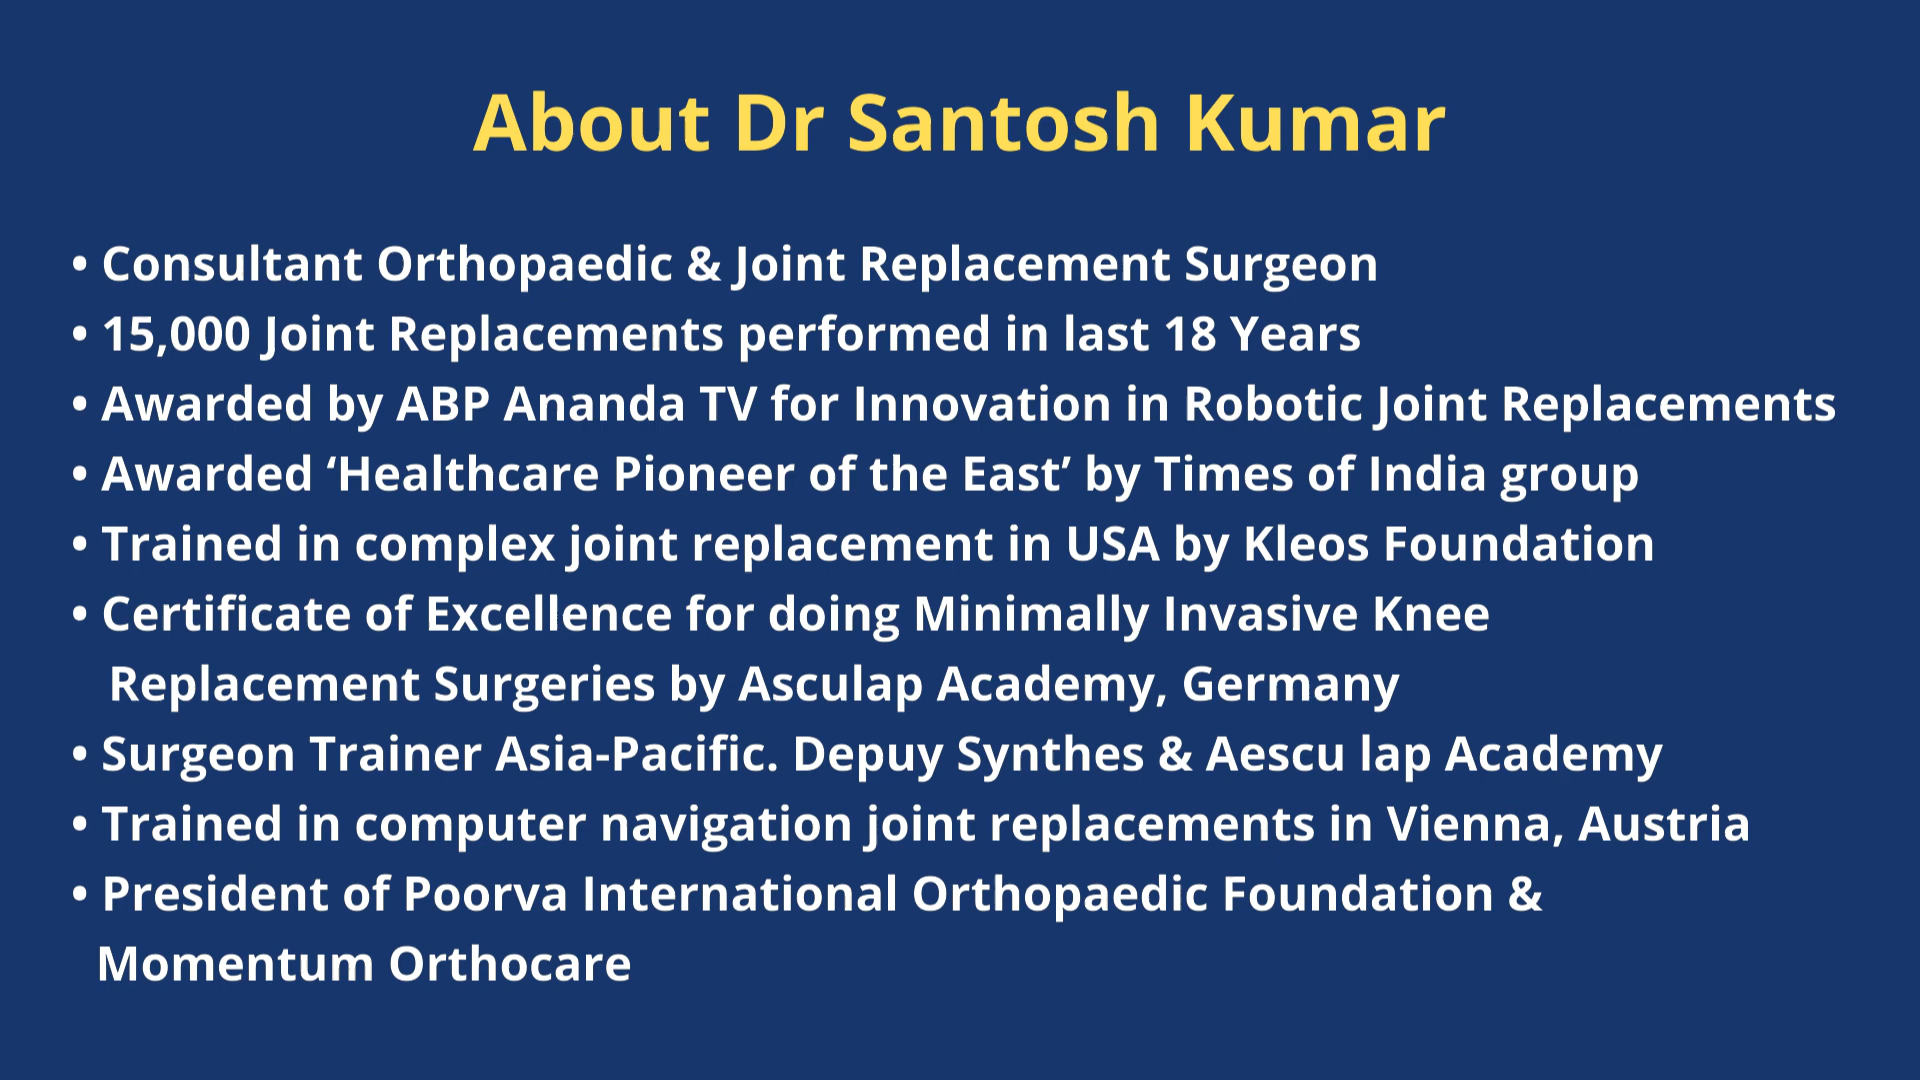 About Dr Santosh Kumar
• Consultant Orthopaedic & Joint Replacement Surgeon
• 15,000 Joint Replacements performed in last 18 Years
• Awarded by ABP Ananda TV for Innovation in Robotic Joint Replacements
• Awarded ‘Healthcare Pioneer of the East’ by Times of India group
• Trained in complex joint replacement in USA by Kleos Foundation
• Certificate of Excellence for doing Minimally Invasive Knee
Replacement Surgeries by Asculap Academy, Germany
• Surgeon Trainer Asia-Pacific. Depuy Synthes & Aescu lap Academy
• Trained in computer navigation joint replacements in Vienna, Austria
• President of Poorva International Orthopaedic Foundation &
Momentum Orthocare